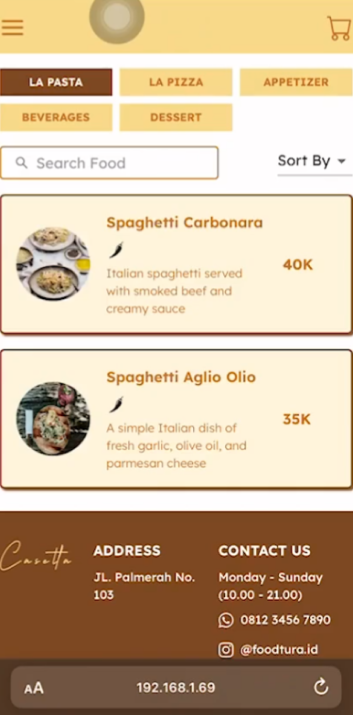 LA PASTA
LA PIZZA
APPETIZER
BEVERAGES
DESSERT
Search Food
Sort By
Spaghetti Carbonara
Italian spaghetti served
with smoked beef and
creamy sauce
40K
Spaghetti Aglio Olio
A simple Italian dish of
fresh garlic, olive oil, and
parmesan cheese
35K
Casetta
ADDRESS
JL. Palmerah No.
103
CONTACT US
Monday - Sunday
(10.00 - 21.00)
0812 3456 7890
@foodtura.id
AA
192.168.1.69